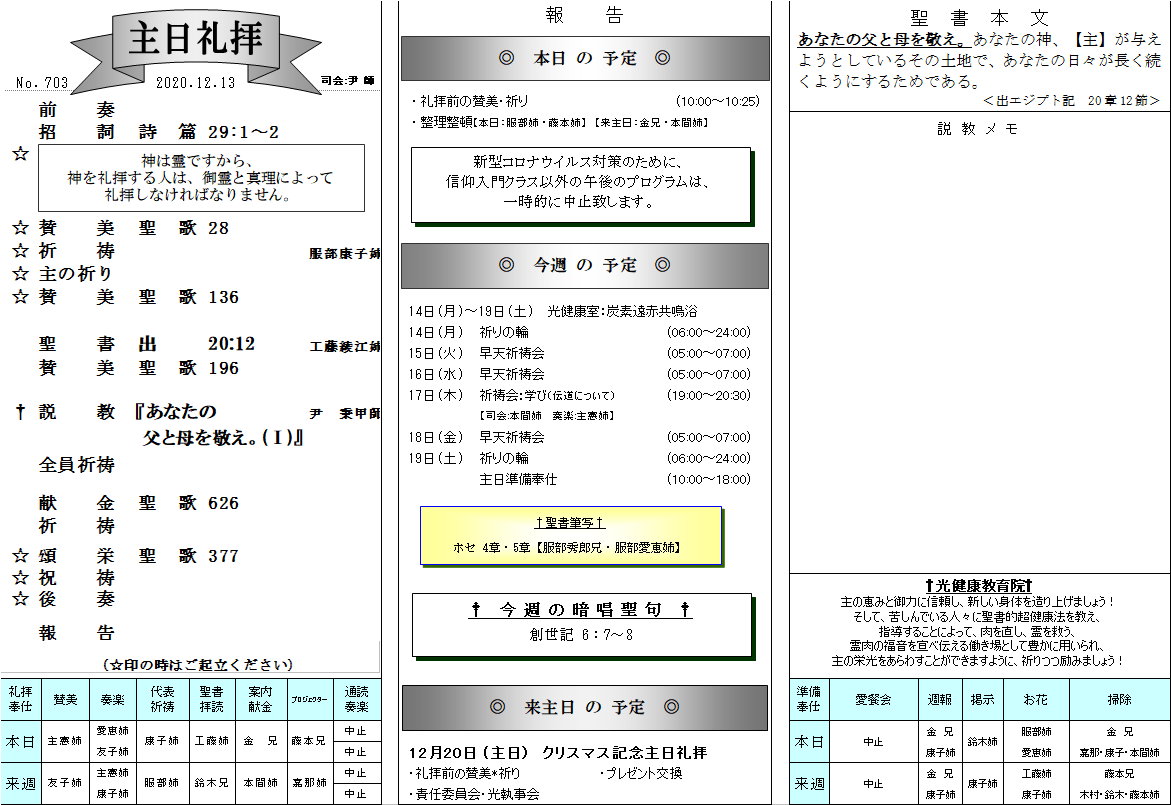 主日礼拝
No.703 2020.12.13 司会:尹 師
前 奏
招 詞 詩 篇 29:1～2
☆
神は霊ですから、
神を礼拝する人は、御霊と真理によって
礼拝しなければなりません。
☆ 賛 美 聖 歌 28
☆ 祈 祷 服部康子姉
☆ 主の祈り
☆ 賛 美 聖 歌 136
聖 書 出 20:12 工藤綾江姉
賛 美 聖 歌 196
† 説 教 『あなたの 尹 秉甲師
父と母を敬え。(Ⅰ)』
全員祈祷
献 金 聖 歌 626
祈 祷
☆ 頌 栄 聖 歌 377
☆ 祝 祷
☆ 後 奏
報 告
(☆印の時はご起立ください)
礼拝奉仕 賛美 奏楽 代表祈祷 聖書拝読 案内献金 プロジェクター 通読奏楽
本日 主憲姉 愛恵姉 友子姉 康子姉 工藤姉 金 兄 藤本兄 中止 中止
来週 友子姉 主憲姉 康子姉 服部姉 鈴木兄 本間姉 嘉那姉 中止 中止
報 告
◎ 本日 の 予定 ◎
・礼拝前の賛美・祈り (10:00～10:25)
・整理整頓【本日：服部姉・藤本姉】【来主日：金兄・本間姉】
新型コロナウイルス対策のために、
信仰入門クラス以外の午後のプログラムは、
一時的に中止致します。
◎ 今週 の 予定 ◎
14日(月)～19日(土) 光健康室：炭素遠赤共鳴浴
14日(月) 祈りの輪 (06:00～24:00)
15日(火) 早天祈祷会 (05:00～07:00)
16日(水) 早天祈祷会 (05:00～07:00)
17日(木) 祈祷会：学び(伝道について) (19:00～20:30)
【司会:本間姉 奏楽:主憲姉】
18日(金) 早天祈祷会 (05:00～07:00)
19日(土) 祈りの輪 (06:00～24:00)
主日準備奉仕 (10:00～18:00)
†聖書筆写†
ホセ 4章・5章【服部秀郎兄・服部愛恵姉】
† 今週の暗唱聖句 †
創世記 6：7～8
◎ 来主日 の 予定 ◎
12月20日(主日) クリスマス記念主日礼拝
・礼拝前の賛美*祈り ・プレゼント交換
・責任委員会・光執事会
聖 書 本 文
あなたの父と母を敬え。あなたの神、【主】が与え
ようとしているその土地で、あなたの日々が長く続
くようにするためである。
＜出エジプト記 20章12節＞
説 教 メ モ
†光健康教育院†
主の恵みと御力に信頼し、新しい身体を造り上げましょう！
そして、苦しんでいる人々に聖書的超健康法を教え、
指導することによって、肉を直し、霊を救う、
霊肉の福音を宣べ伝える働き場として豊かに用いられ、
主の栄光をあらわすことができますように、祈りつつ励みましょう！
準備奉仕 愛餐会 週報 掲示 お花 掃除
本日 中止 金 兄 康子姉 鈴木姉 服部姉 愛恵姉 金 兄 嘉那・康子・本間姉
来週 中止 金 兄 康子姉 康子姉 工藤姉 康子姉 藤本兄 木村・鈴木・藤本姉